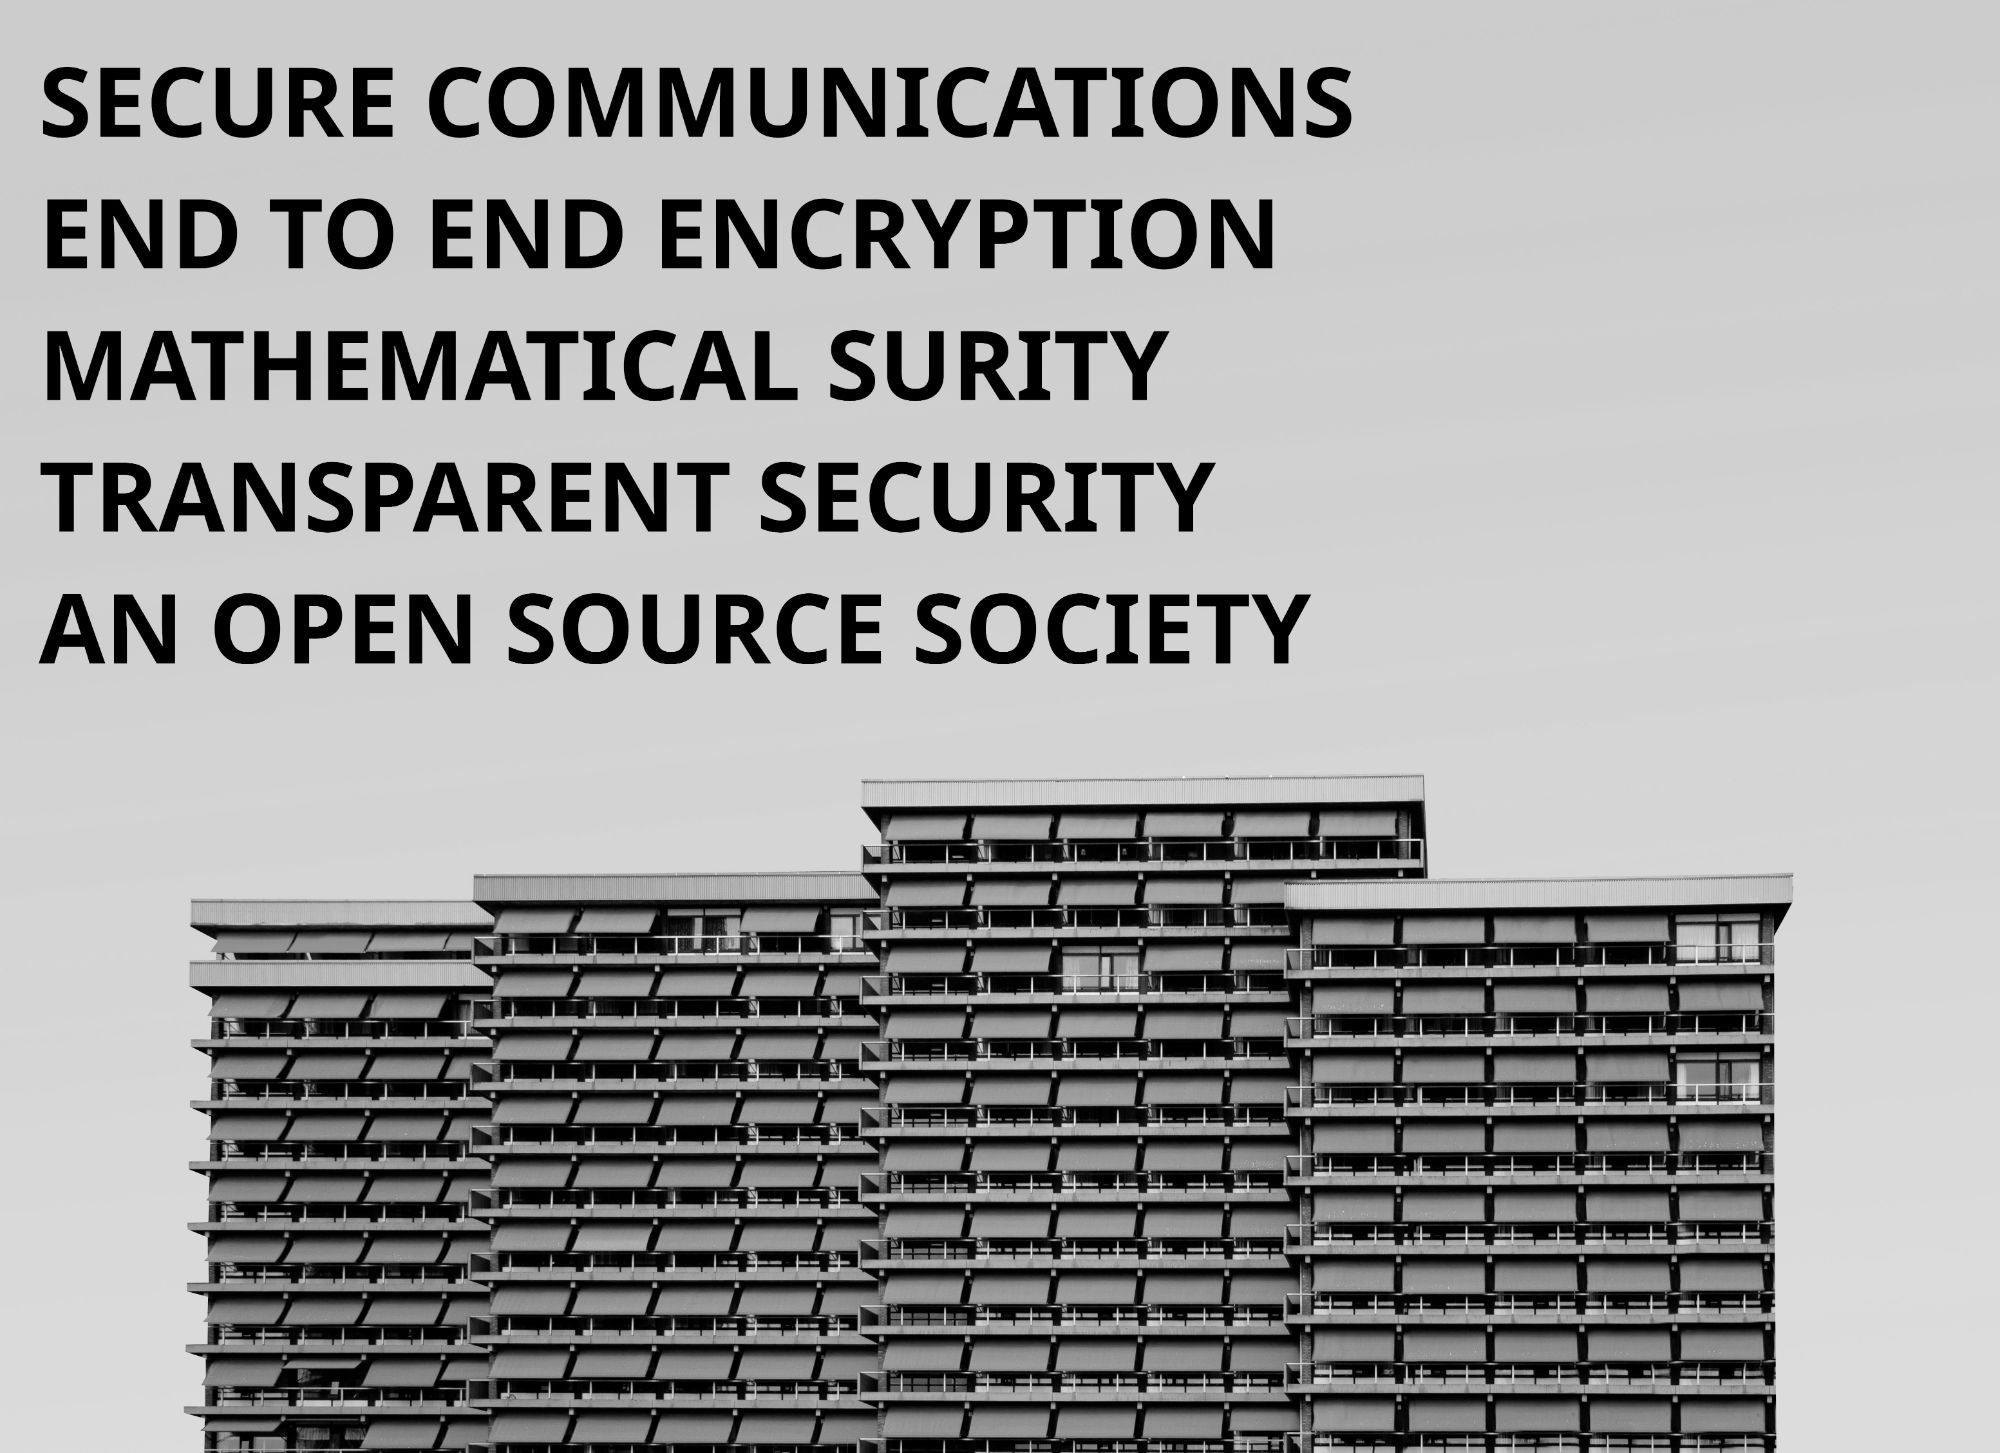 SECURE COMMUNICATIONS
END TO END ENCRYPTION
MATHEMATICAL SURITY
TRANSPARENT SECURITY
AN OPEN SOURCE SOCIETY